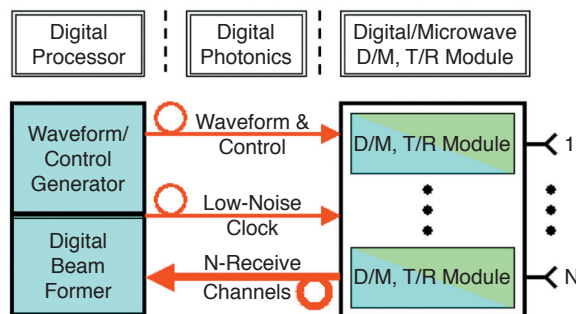 Digital
Processor
Digital
Photonics
Digital/Microwave
D/M, T/R Module
Waveform/
Control
Generator
Waveform &
Control
D/M, T/R Module
1
Low-Noise
Clock
Digital
Beam
Former
N-Receive
Channels
D/M, T/R Module
N